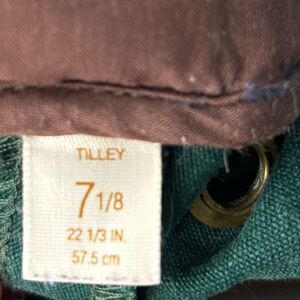 TILLEY
7 1/8
22 1/3 IN.
57.5 cm